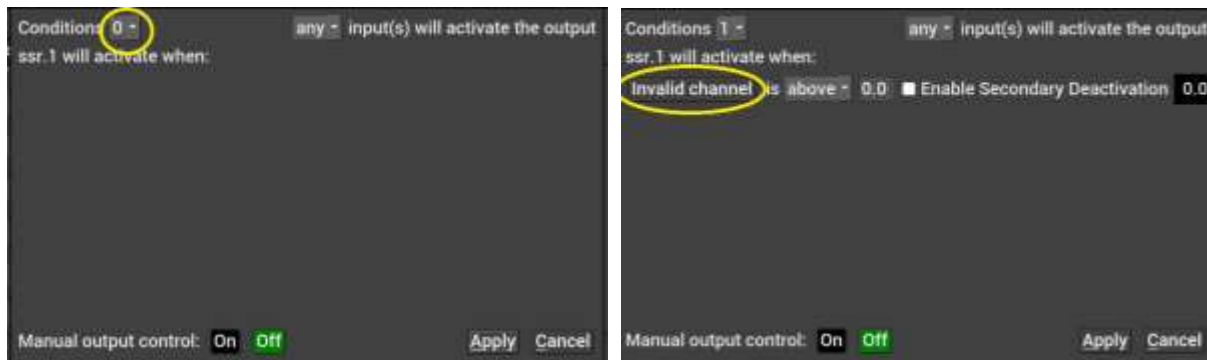 Conditions 0
any input(s) will activate the output
ssr.1 will activate when:
Manual output control: On Off Apply Cancel
Conditions 1
any input(s) will activate the output
ssr.1 will activate when:
Invalid channel is above 0.0 Enable Secondary Deactivation 0.0
Manual output control: On Off Apply Cancel